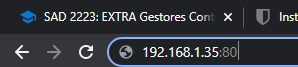 SAD 2223: EXTRA Gestores Cont
Inst
192.168.1.35:80